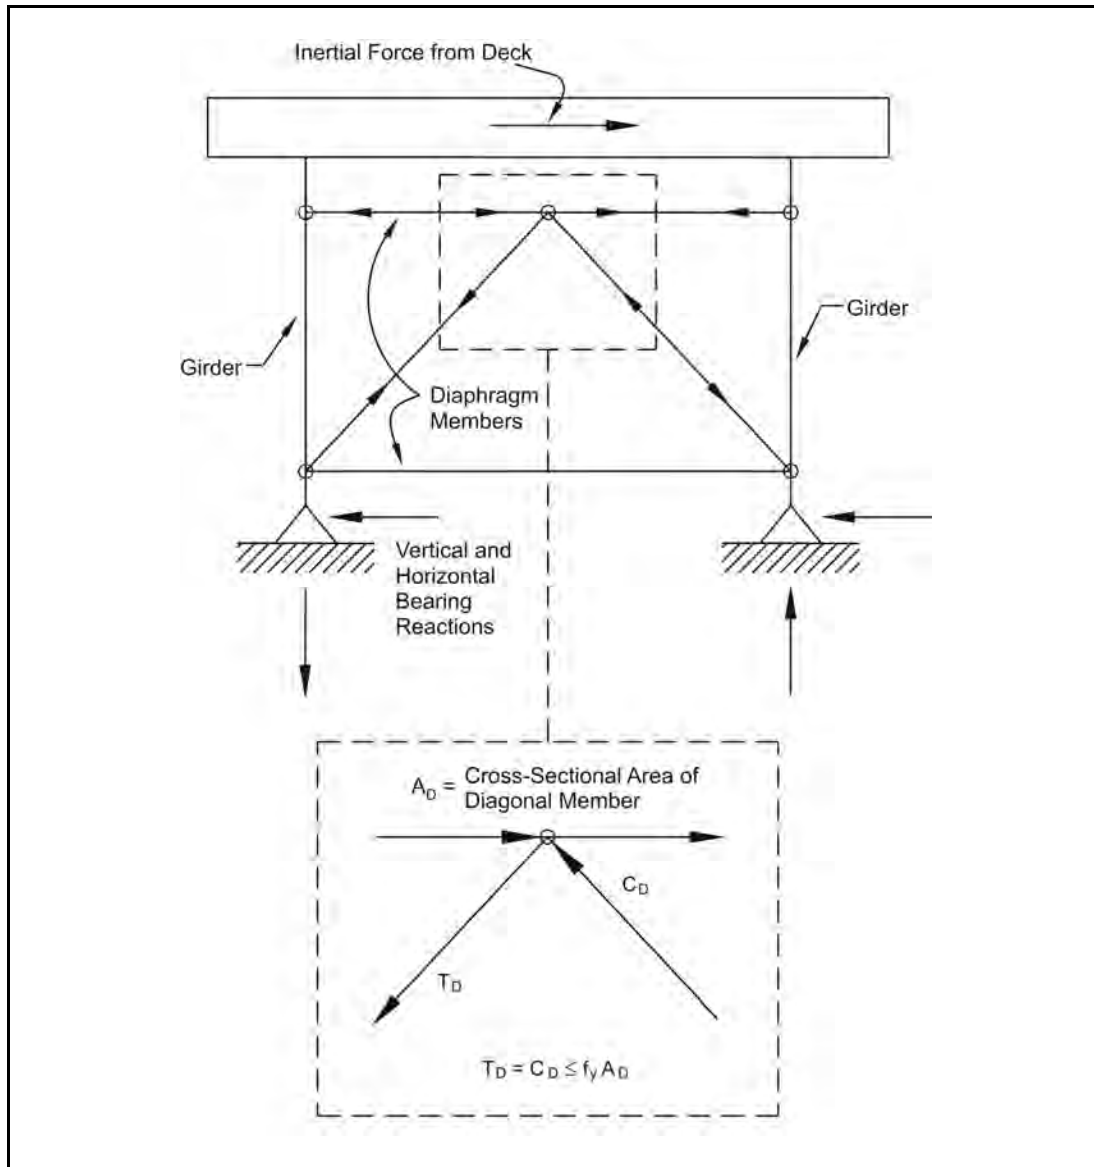 Inertial Force from Deck
Girder
Girder
Diaphragm
Members
Vertical and
Horizontal
Bearing
Reactions
A_D = Cross-Sectional Area of
Diagonal Member
C_D
T_D
T_D = C_D ≤ f_y A_D